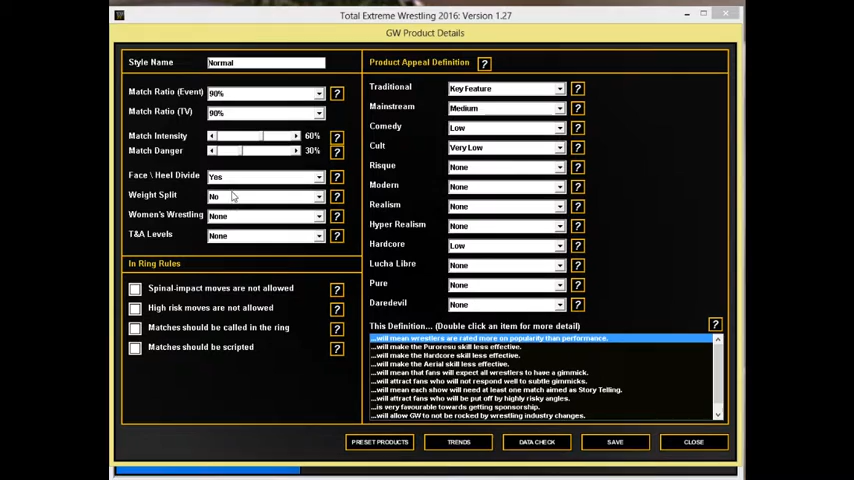 Total Extreme Wrestling 2016: Version 1.27
GW Product Details
Style Name Normal
Match Ratio (Event) 90% ?
Match Ratio (TV) 90%
Match Intensity 60% ?
Match Danger 30% ?
Face \ Heel Divide Yes ?
Weight Split No ?
Women's Wrestling None ?
T&A Levels None ?
In Ring Rules
Spinal-impact moves are not allowed ?
High risk moves are not allowed ?
Matches should be called in the ring ?
Matches should be scripted ?
Product Appeal Definition ?
Traditional Key Feature ?
Mainstream Medium ?
Comedy Low ?
Cult Very Low ?
Risque None ?
Modern None ?
Realism None ?
Hyper Realism None ?
Hardcore Low ?
Lucha Libre None ?
Pure None ?
Daredevil None ?
This Definition... (Double click an item for more detail) ?
...will mean wrestlers are rated more on popularity than performance.
...will make the Puroresu skill less effective.
...will make the Hardcore skill less effective.
...will make the Aerial skill less effective.
...will mean that fans will expect all wrestlers to have a gimmick.
...will attract fans who will not respond well to subtle gimmicks.
...will mean each show will need at least one match aimed as Story Telling.
...will attract fans who will be put off by highly risky angles.
...is very favourable towards getting sponsorship.
...will allow GW to not be rocked by wrestling industry changes.
PRESET PRODUCTS TRENDS DATA CHECK SAVE CLOSE